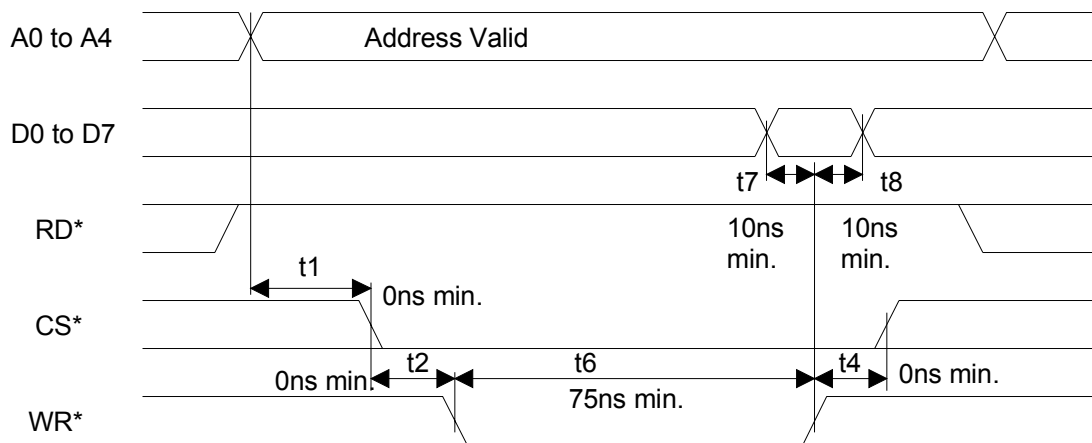 A0 to A4
Address Valid
D0 to D7
t7
t8
RD*
10ns
min.
10ns
min.
t1
0ns min.
CS*
t2
t6
t4
0ns min.
75ns min.
0ns min.
WR*